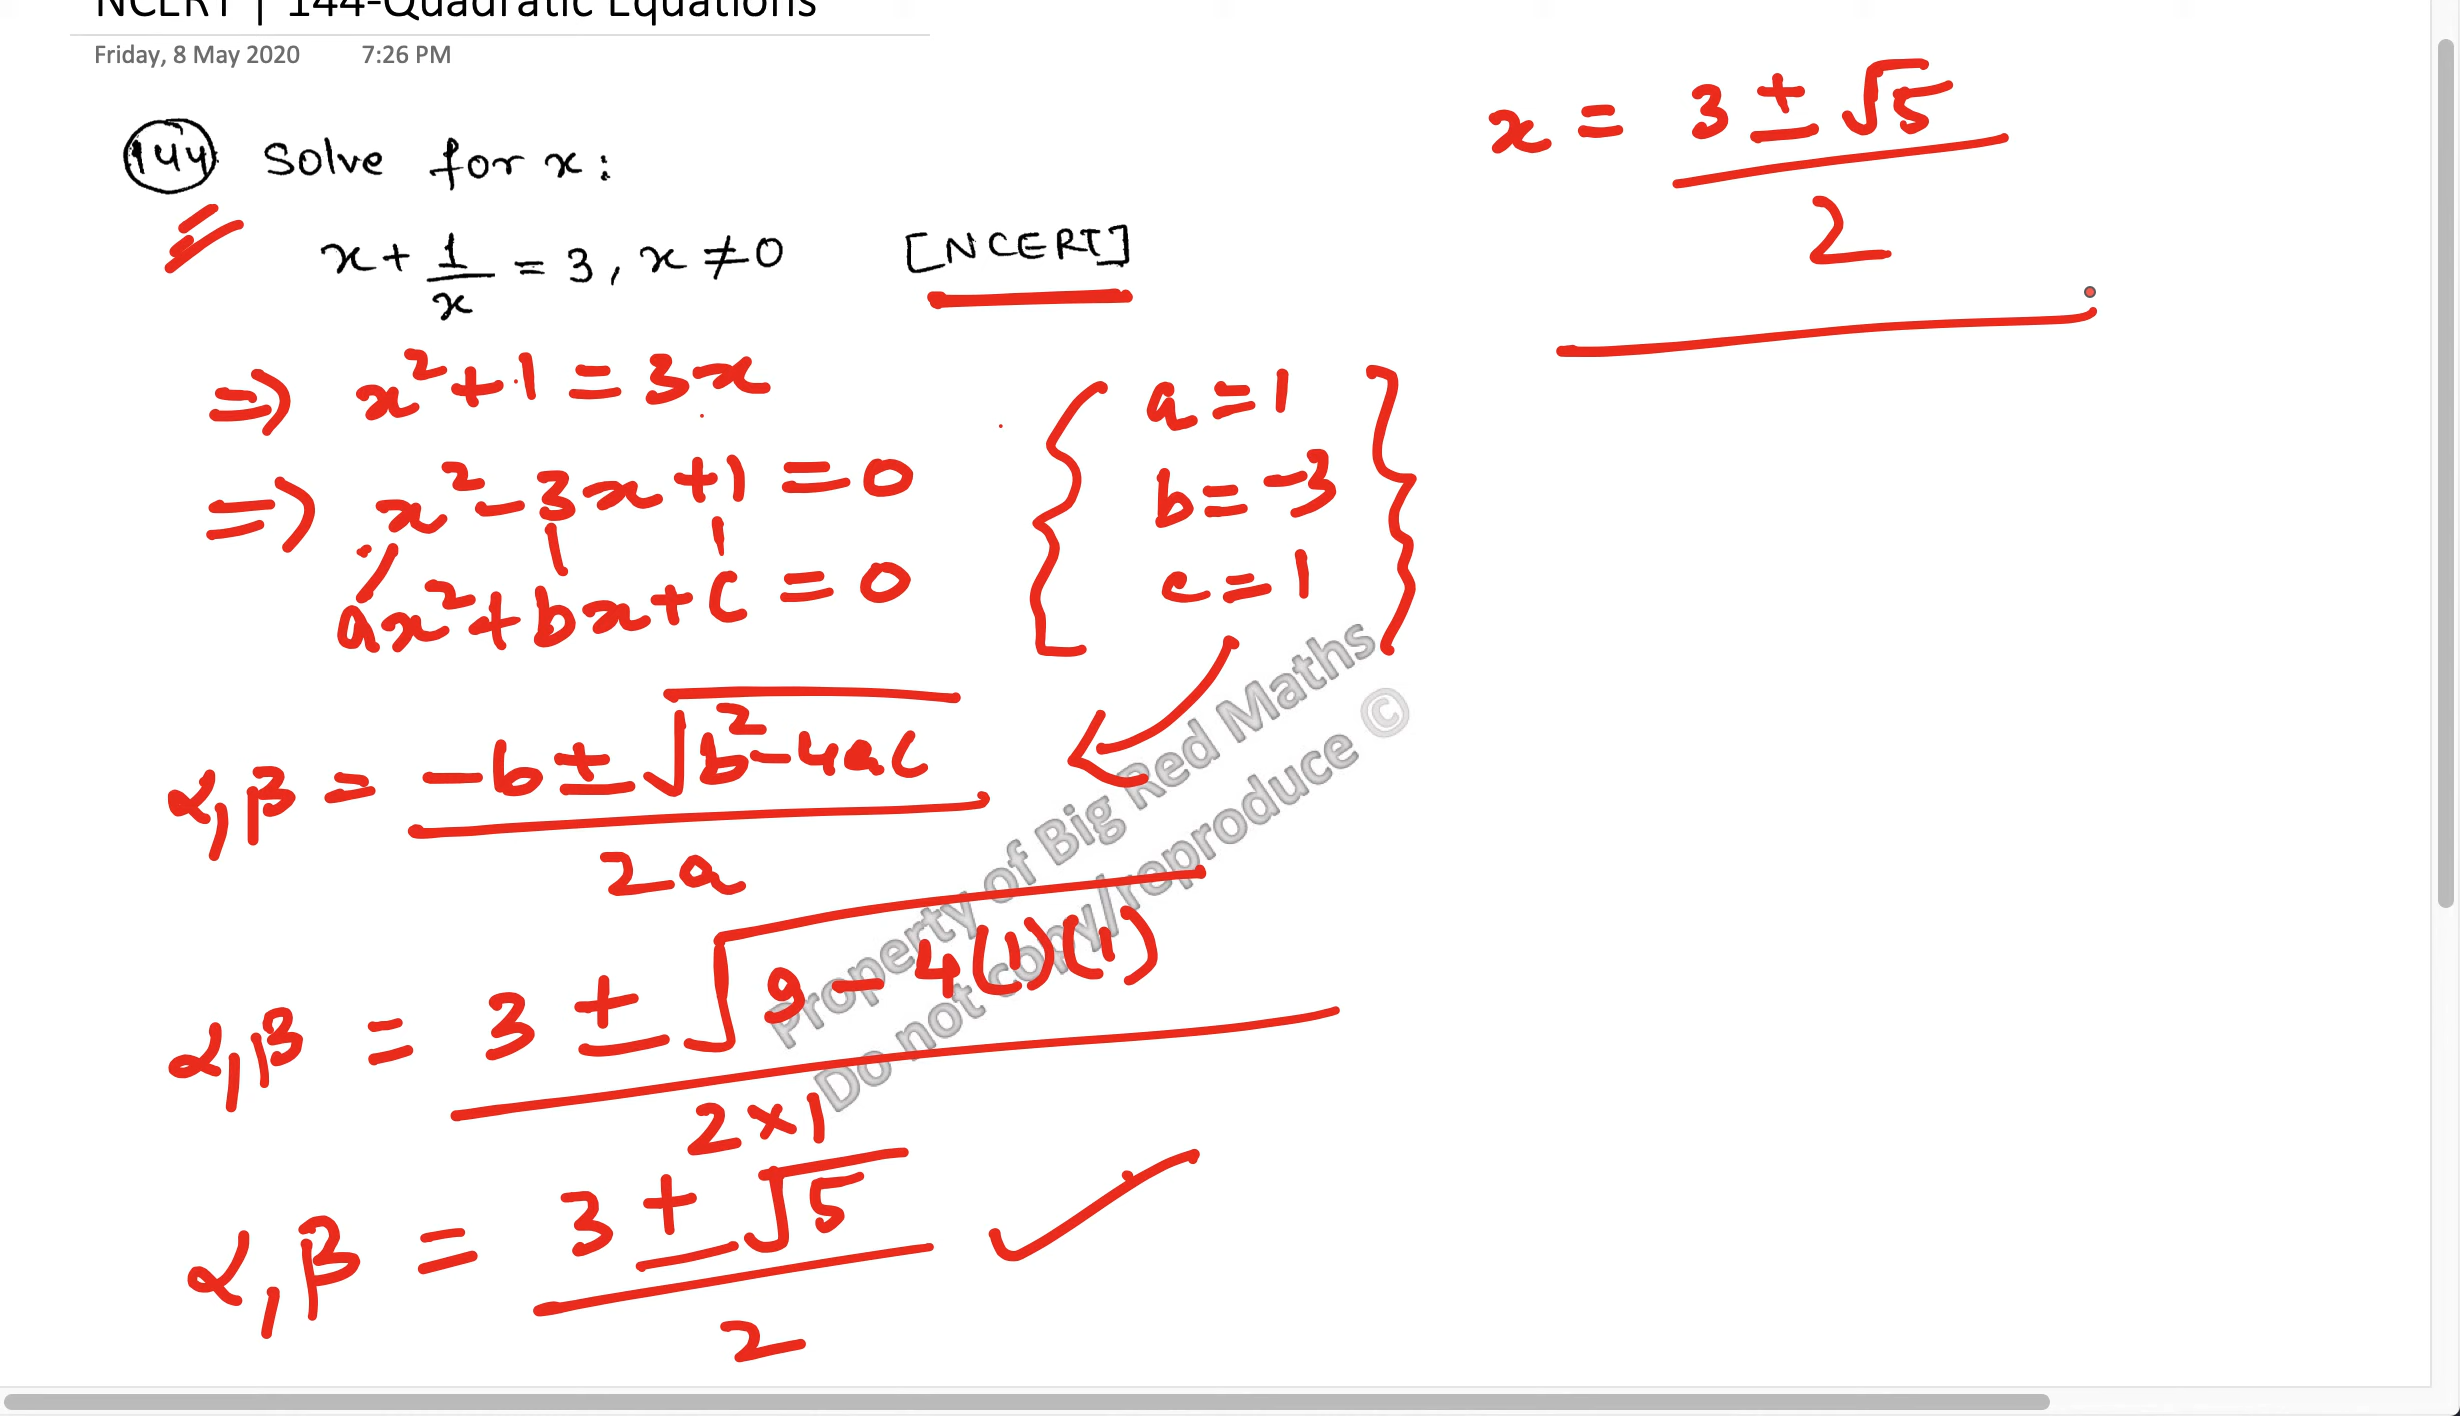 NCERT | 144-Quadratic Equations
Friday, 8 May 2020 7:26 PM
144 Solve for x:
x + 1/x = 3, x ≠ 0 [NCERT]
⇒ x² + 1 = 3x
⇒ x² - 3x + 1 = 0
ax² + bx + c = 0
{ a = 1
b = -3
c = 1 }
α, β = (-b ± √(b² - 4ac)) / 2a
α, β = (3 ± √(9 - 4(1)(1))) / 2×1
α, β = (3 ± √5) / 2 ✓
x = (3 ± √5) / 2
Property of Big Red Maths
Do not copy/reproduce ©